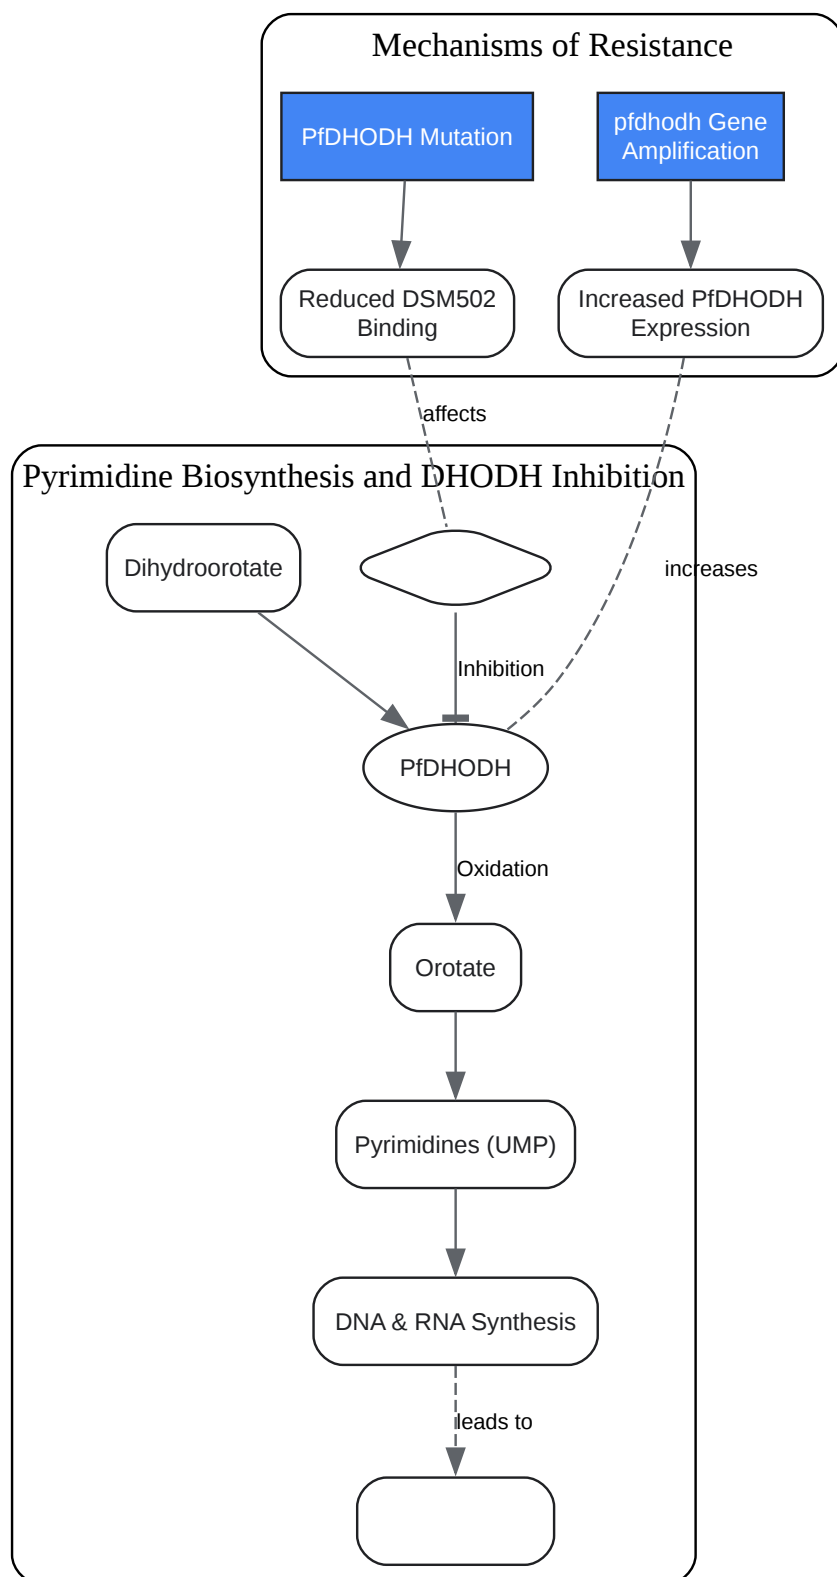 Mechanisms of Resistance
PfDHODH Mutation
pfdhodh Gene
Amplification
Reduced DSM502
Binding
Increased PfDHODH
Expression
affects
Pyrimidine Biosynthesis and DHODH Inhibition
Dihydroorotate
increases
Inhibition
PfDHODH
Oxidation
Orotate
Pyrimidines (UMP)
DNA & RNA Synthesis
leads to